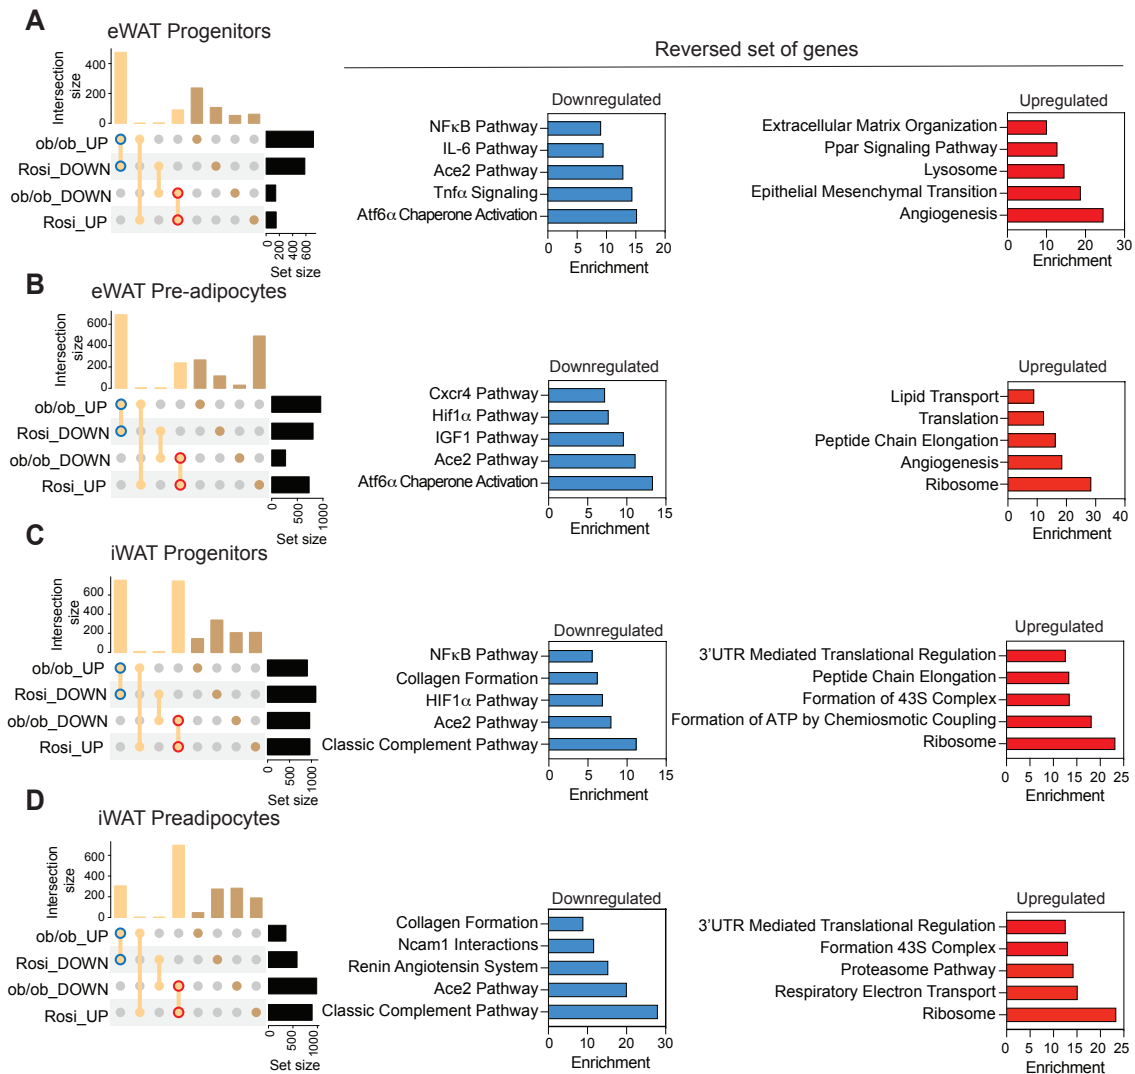 A
eWAT Progenitors
Reversed set of genes
Intersection
size
400
200
0
ob/ob_UP
Rosi_DOWN
ob/ob_DOWN
Rosi_UP
0
200
400
600
Set size
Downregulated
NFκB Pathway
IL-6 Pathway
Ace2 Pathway
Tnfα Signaling
Atf6α Chaperone Activation
0 5 10 15 20
Enrichment
Upregulated
Extracellular Matrix Organization
Ppar Signaling Pathway
Lysosome
Epithelial Mesenchymal Transition
Angiogenesis
0 10 20 30
Enrichment
B
eWAT Pre-adipocytes
Intersection
size
600
400
200
0
ob/ob_UP
Rosi_DOWN
ob/ob_DOWN
Rosi_UP
0
500
1000
Set size
Downregulated
Cxcr4 Pathway
Hif1α Pathway
IGF1 Pathway
Ace2 Pathway
Atf6α Chaperone Activation
0 5 10 15
Enrichment
Upregulated
Lipid Transport
Translation
Peptide Chain Elongation
Angiogenesis
Ribosome
0 10 20 30 40
Enrichment
C
iWAT Progenitors
Intersection
size
600
400
200
0
ob/ob_UP
Rosi_DOWN
ob/ob_DOWN
Rosi_UP
0
500
1000
Set size
Downregulated
NFκB Pathway
Collagen Formation
HIF1α Pathway
Ace2 Pathway
Classic Complement Pathway
0 5 10 15
Enrichment
Upregulated
3'UTR Mediated Translational Regulation
Peptide Chain Elongation
Formation of 43S Complex
Formation of ATP by Chemiosmotic Coupling
Ribosome
0 5 10 15 20 25
Enrichment
D
iWAT Preadipocytes
Intersection
size
600
400
200
0
ob/ob_UP
Rosi_DOWN
ob/ob_DOWN
Rosi_UP
0
500
1000
Set size
Downregulated
Collagen Formation
Ncam1 Interactions
Renin Angiotensin System
Ace2 Pathway
Classic Complement Pathway
0 10 20 30
Enrichment
Upregulated
3'UTR Mediated Translational Regulation
Formation 43S Complex
Proteasome Pathway
Respiratory Electron Transport
Ribosome
0 5 10 15 20 25
Enrichment